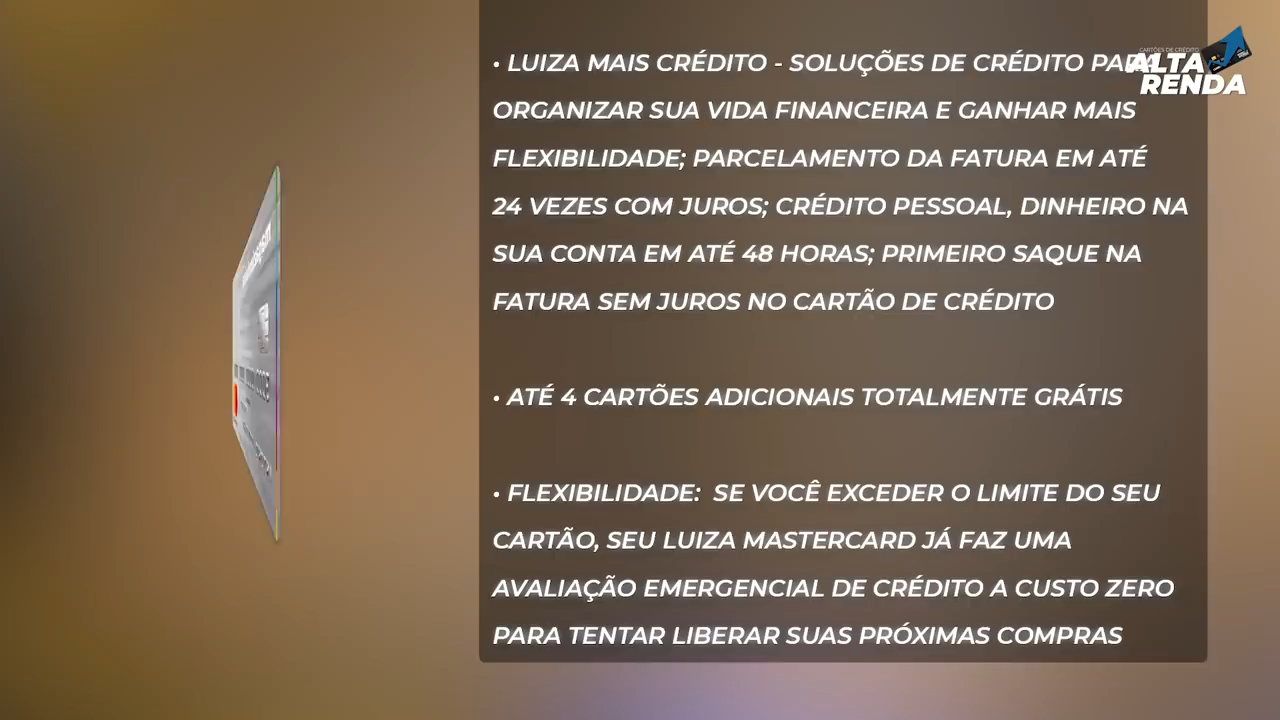 • LUIZA MAIS CRÉDITO - SOLUÇÕES DE CRÉDITO PARA
ORGANIZAR SUA VIDA FINANCEIRA E GANHAR MAIS
FLEXIBILIDADE; PARCELAMENTO DA FATURA EM ATÉ
24 VEZES COM JUROS; CRÉDITO PESSOAL, DINHEIRO NA
SUA CONTA EM ATÉ 48 HORAS; PRIMEIRO SAQUE NA
FATURA SEM JUROS NO CARTÃO DE CRÉDITO
• ATÉ 4 CARTÕES ADICIONAIS TOTALMENTE GRÁTIS
• FLEXIBILIDADE: SE VOCÊ EXCEDER O LIMITE DO SEU
CARTÃO, SEU LUIZA MASTERCARD JÁ FAZ UMA
AVALIAÇÃO EMERGENCIAL DE CRÉDITO A CUSTO ZERO
PARA TENTAR LIBERAR SUAS PRÓXIMAS COMPRAS
CARTÕES DE CRÉDITO
ALTA
RENDA